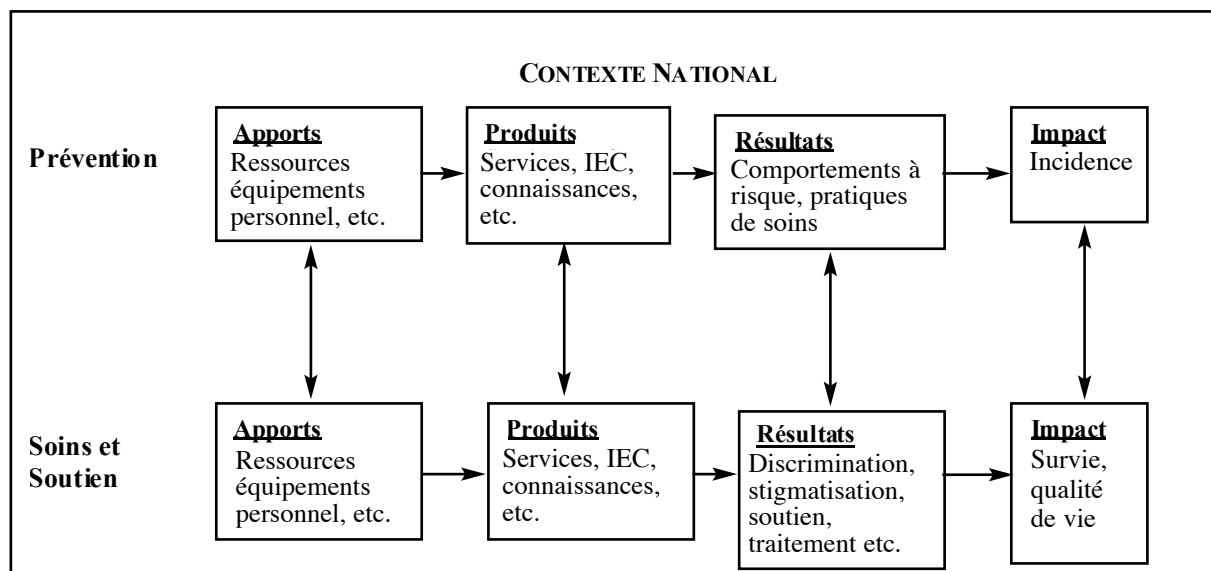 CONTEXTE NATIONAL
Prévention
Apports
Ressources
équipements
personnel, etc.
Produits
Services, IEC,
connaissances,
etc.
Résultats
Comportements à
risque, pratiques
de soins
Impact
Incidence
Soins et
Soutien
Apports
Ressources
équipements
personnel, etc.
Produits
Services, IEC,
connaissances,
etc.
Résultats
Discrimination,
stigmatisation,
soutien,
traitement etc.
Impact
Survie,
qualité
de vie